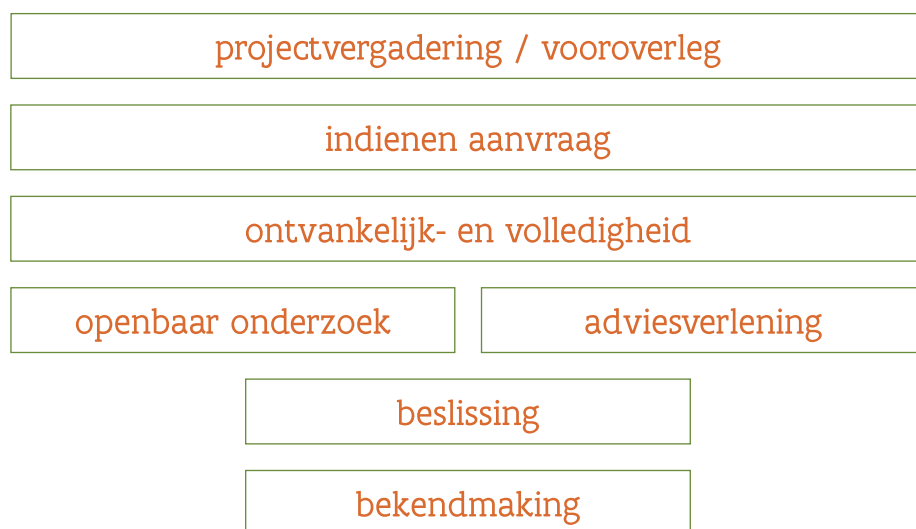 projectvergadering / vooroverleg
indienen aanvraag
ontvankelijk- en volledigheid
openbaar onderzoek
adviesverlening
beslissing
bekendmaking